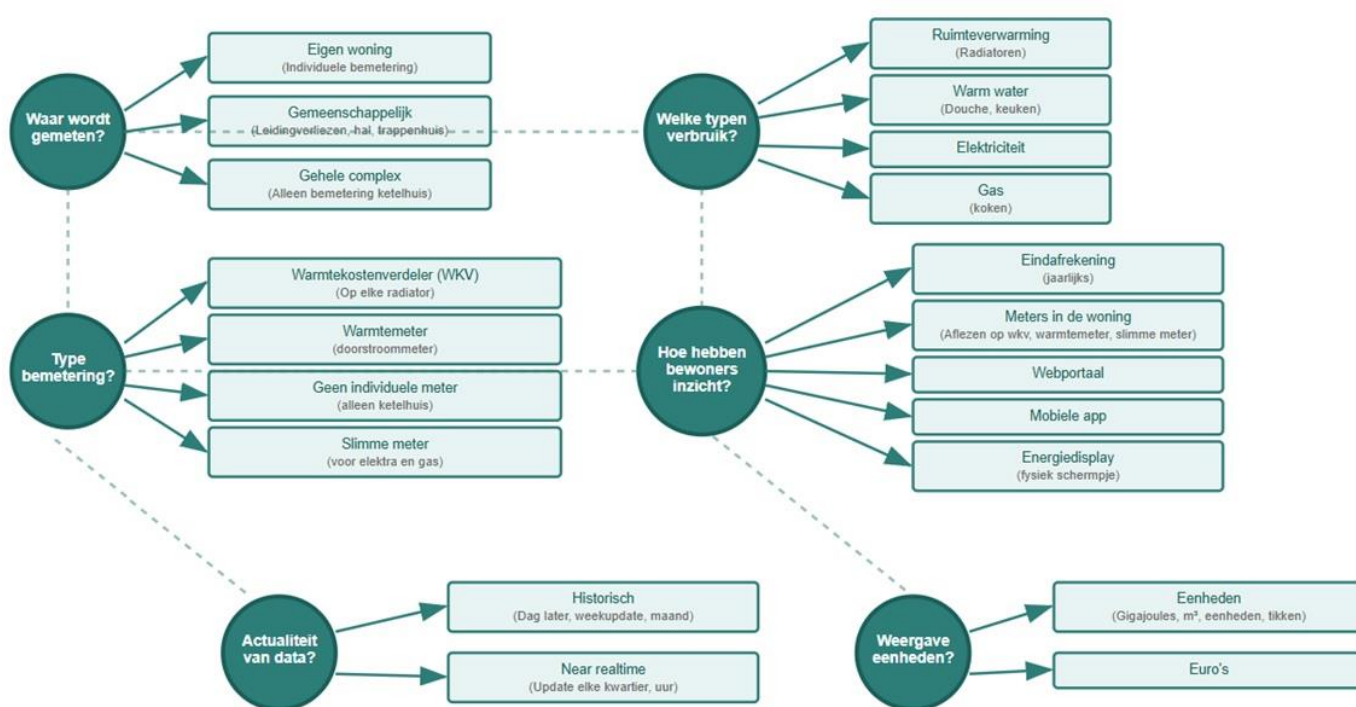 Waar wordt
gemeten?
Eigen woning
(Individuele bemetering)
Gemeenschappelijk
(Leidingverliezen, hal, trappenhuis)
Gehele complex
(Alleen bemetering ketelhuis)
Welke typen
verbruik?
Ruimteverwarming
(Radiatoren)
Warm water
(Douche, keuken)
Elektriciteit
Gas
(koken)
Type
bemetering?
Warmtekostenverdeler (WKV)
(Op elke radiator)
Warmtemeter
(doorstroommeter)
Geen individuele meter
(alleen ketelhuis)
Slimme meter
(voor elektra en gas)
Hoe hebben
bewoners
inzicht?
Eindafrekening
(jaarlijks)
Meters in de woning
(Aflezen op wkv, warmtemeter, slimme meter)
Webportaal
Mobiele app
Energiedisplay
(fysiek schermpje)
Actualiteit
van data?
Historisch
(Dag later, weekupdate, maand)
Near realtime
(Update elke kwartier, uur)
Weergave
eenheden?
Eenheden
(Gigajoules, m³, eenheden, tikken)
Euro's